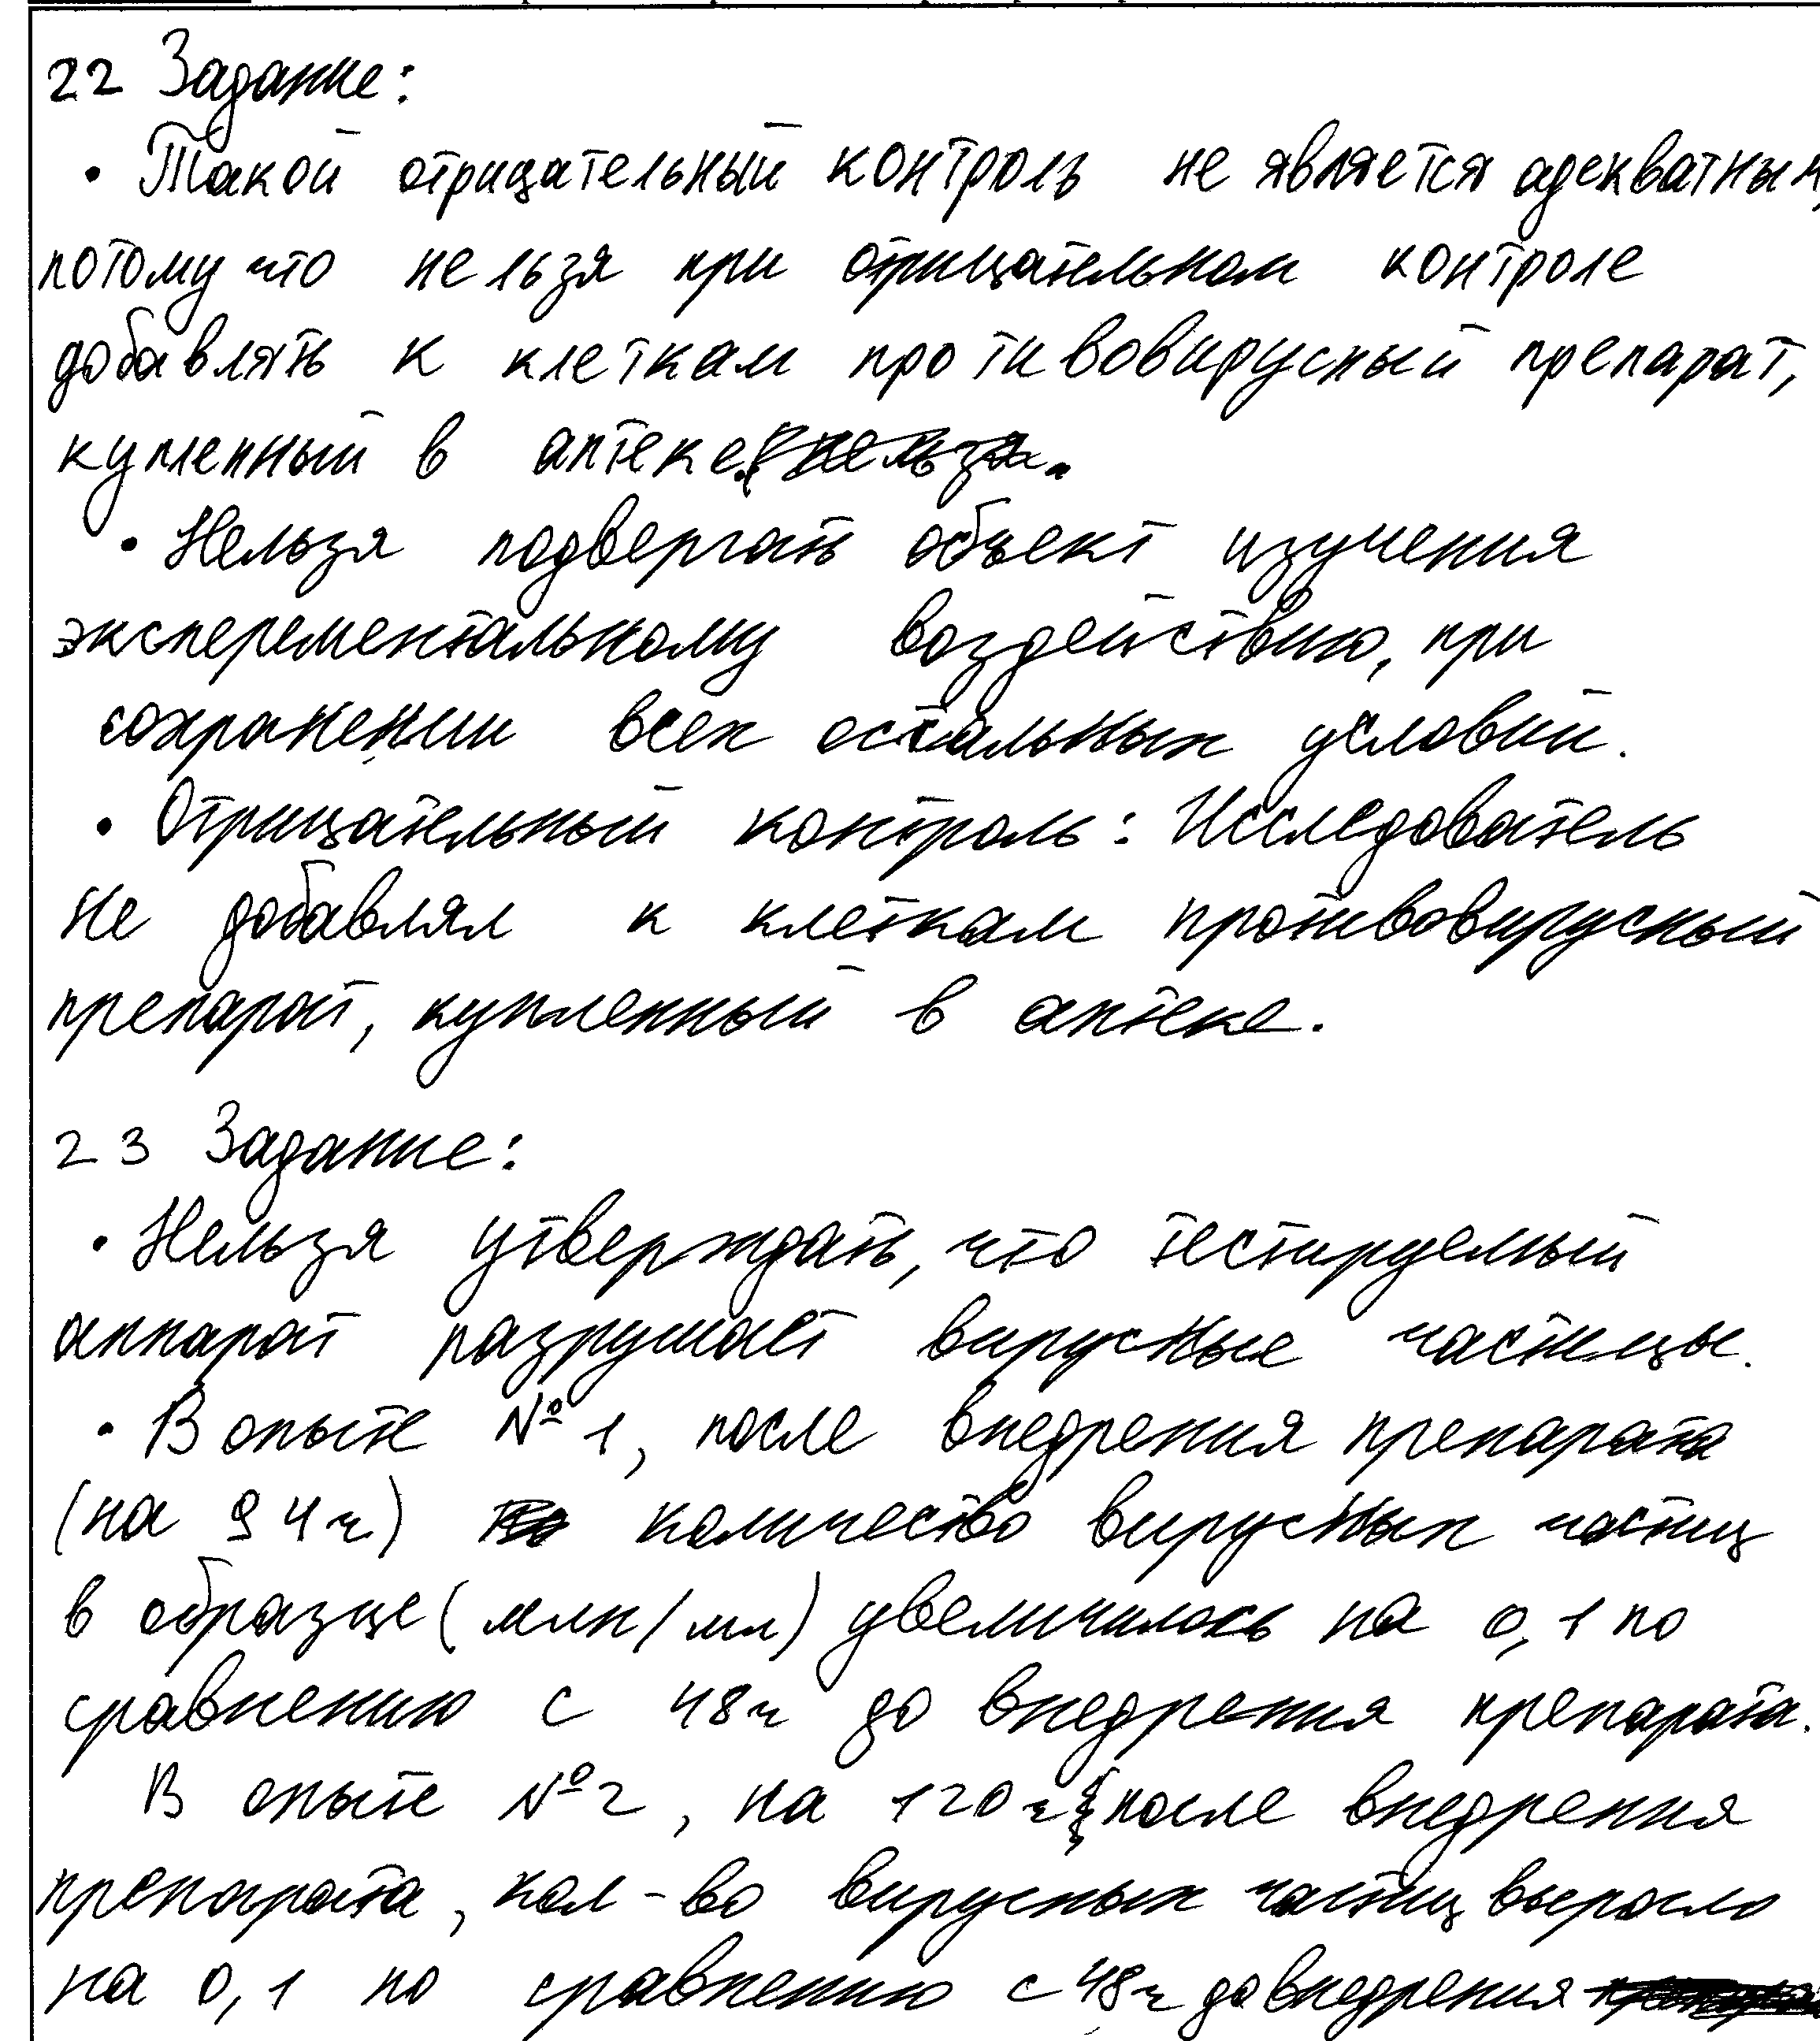 22 Задание:
• Такой отрицательный контроль не является адекватным,
потому что нельзя при отрицательном контроле
добавлять к клеткам противовирусный препарат,
купленный в аптеке.
• Нельзя подвергать объект изучения
эксперементальному воздействию, при
сохранении всех остальных условий.
• Отрицательный контроль: Исследователь
не добавлял к клеткам противовирусный
препарат, купленный в аптеке.
23 Задание:
• Нельзя утверждать, что тестируемый
аппарат разрушает вирусные частицы.
• В опыте №1, после внедрения препарата
(на 94ч) количество вирусных частиц
в образце (млн/мл) увеличилось на 0,1 по
сравнению с 48ч до внедрения препарата.
В опыте №2, на 120ч после внедрения
препарата, кол-во вирусных частиц выросло
на 0,1 по сравнению с 48ч до внедрения